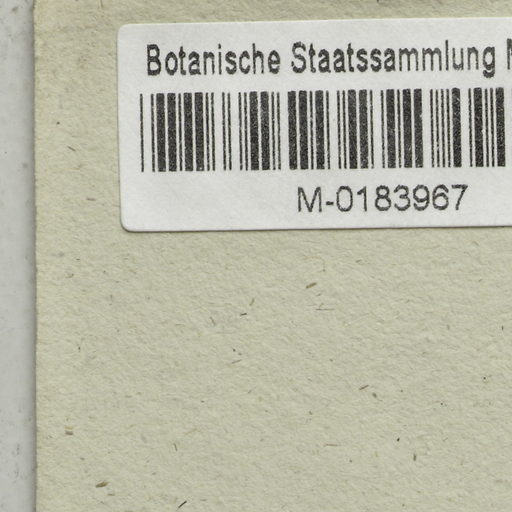 Botanische Staatssammlung
M-0183967